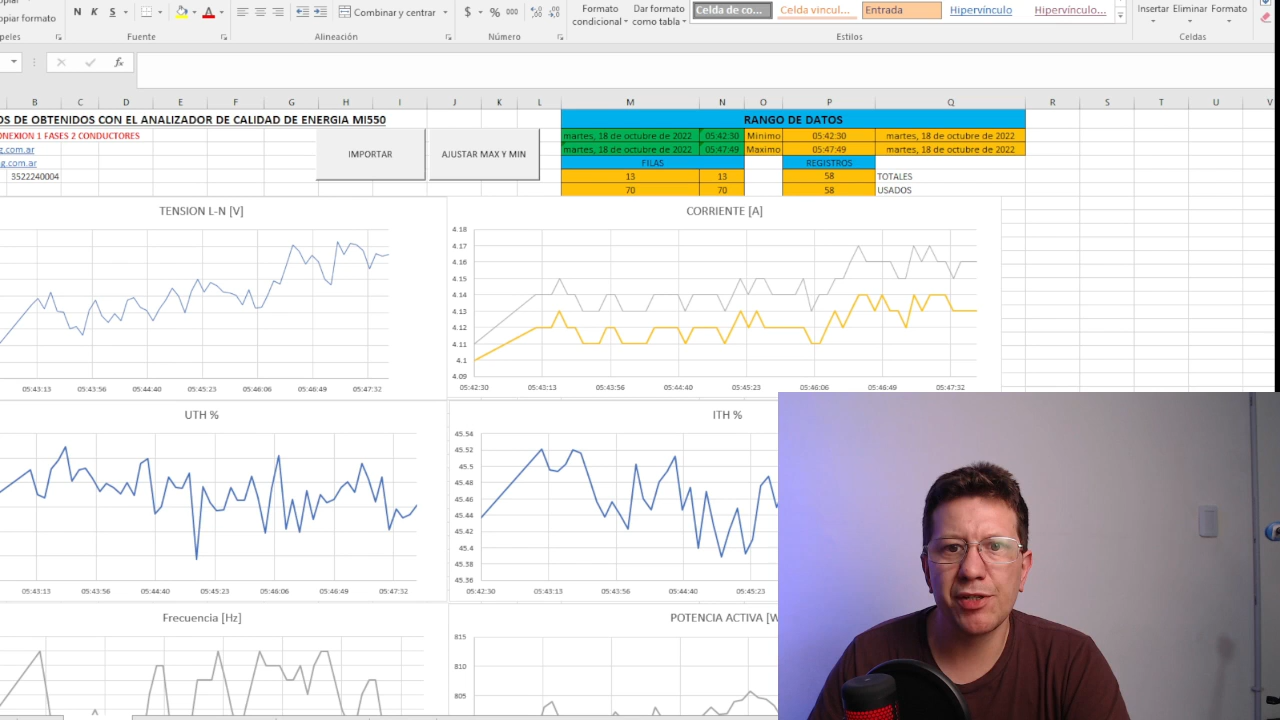 opiar
piar formato
peles
N K S
Fuente
Combinar y centrar
Alineación
$ % 000
Número
Formato condicional
Dar formato como tabla
Celda de co...
Celda vincul...
Entrada
Hipervínculo
Hipervínculo...
Estilos
Insertar Eliminar Formato
Celdas
fx
B C D E F G H I J K L M N O P Q R S T U V
OS DE OBTENIDOS CON EL ANALIZADOR DE CALIDAD DE ENERGIA MI550
ONEXION 1 FASES 2 CONDUCTORES
g.com.ar
g.com.ar
3522240004
IMPORTAR
AJUSTAR MAX Y MIN
RANGO DE DATOS
martes, 18 de octubre de 2022 05:42:30 Minimo 05:42:30 martes, 18 de octubre de 2022
martes, 18 de octubre de 2022 05:47:49 Maximo 05:47:49 martes, 18 de octubre de 2022
FILAS REGISTROS
13 13 58 TOTALES
70 70 58 USADOS
TENSION L-N [V]
05:43:13 05:43:56 05:44:40 05:45:23 05:46:06 05:46:49 05:47:32
CORRIENTE [A]
4.18
4.17
4.16
4.15
4.14
4.13
4.12
4.11
4.1
4.09
05:42:30 05:43:13 05:43:56 05:44:40 05:45:23 05:46:06 05:46:49 05:47:32
UTH %
05:43:13 05:43:56 05:44:40 05:45:23 05:46:06 05:46:49 05:47:32
ITH %
45.54
45.52
45.5
45.48
45.46
45.44
45.42
45.4
45.38
45.36
05:42:30 05:43:13 05:43:56 05:44:40 05:45:23
Frecuencia [Hz]
POTENCIA ACTIVA [W
815
810
805